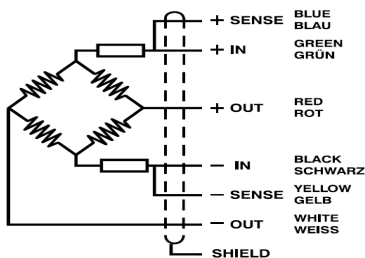 + SENSE BLUE
BLAU
+ IN GREEN
GRÜN
+ OUT RED
ROT
− IN BLACK
SCHWARZ
− SENSE YELLOW
GELB
− OUT WHITE
WEISS
SHIELD